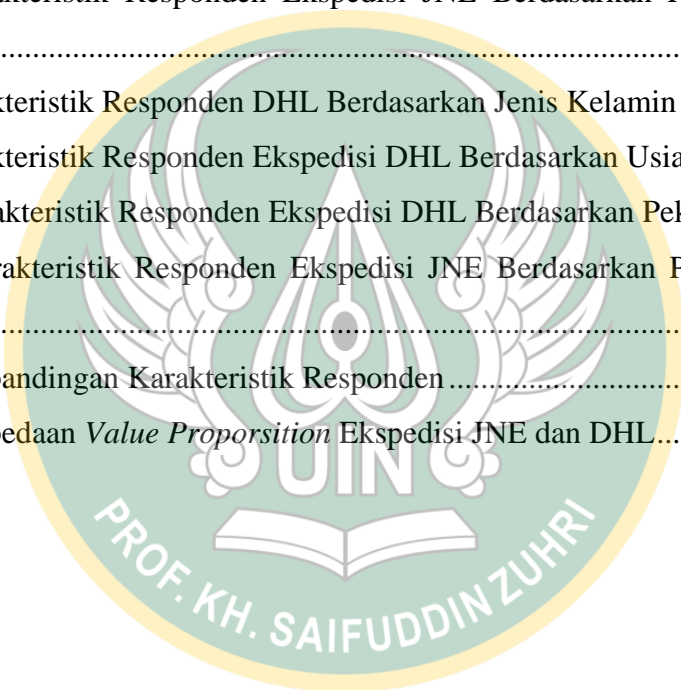 akteristik Responden Ekspedisi JNE Berdasarkan
................................................................................
kteristik Responden DHL Berdasarkan Jenis Kelamin
kteristik Responden Ekspedisi DHL Berdasarkan Usia
akteristik Responden Ekspedisi DHL Berdasarkan Pek
rakteristik Responden Ekspedisi JNE Berdasarkan P
................................................................................
bandingan Karakteristik Responden...........................
bedaan Value Proporsition Ekspedisi JNE dan DHL...
UIN
PROF. KH. SAIFUDDIN ZUHRI